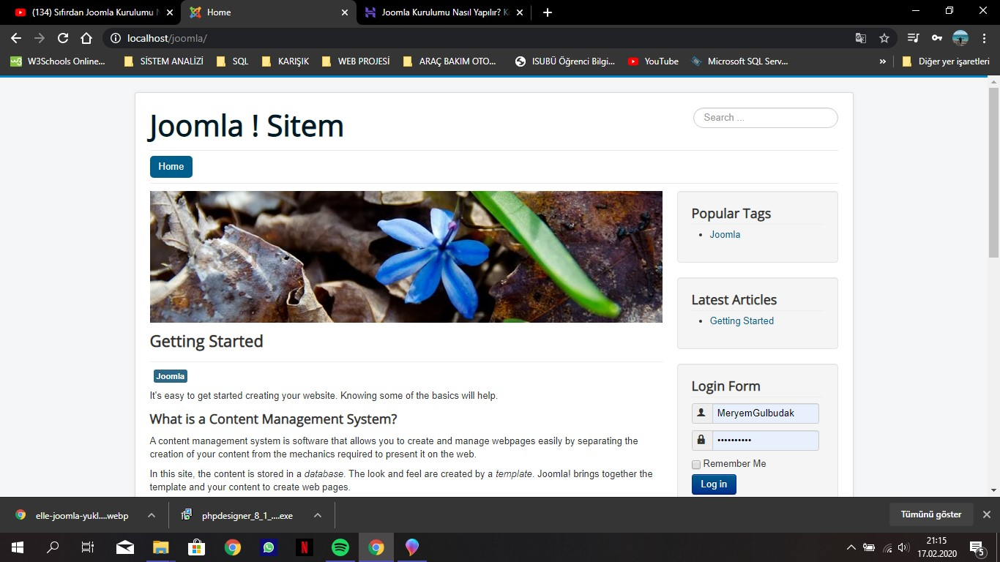 (134) Sıfırdan Joomla Kurulumu
Home
Joomla Kurulumu Nasıl Yapılır?
localhost/joomla/
W3Schools Online...
SİSTEM ANALİZİ
SQL
KARIŞIK
WEB PROJESİ
ARAÇ BAKIM OTO...
ISUBÜ Öğrenci Bilgi...
YouTube
Microsoft SQL Serv...
»
Diğer yer işaretleri
Joomla ! Sitem
Search ...
Home
Popular Tags
Joomla
Latest Articles
Getting Started
Getting Started
Joomla
It's easy to get started creating your website. Knowing some of the basics will help.
What is a Content Management System?
A content management system is software that allows you to create and manage webpages easily by separating the
creation of your content from the mechanics required to present it on the web.
In this site, the content is stored in a database. The look and feel are created by a template. Joomla! brings together the
template and your content to create web pages.
Login Form
MeryemGulbudak
••••••••••
Remember Me
Log in
elle-joomla-yukl....webp
phpdesigner_8_1_....exe
Tümünü göster
21:15
17.02.2020
5